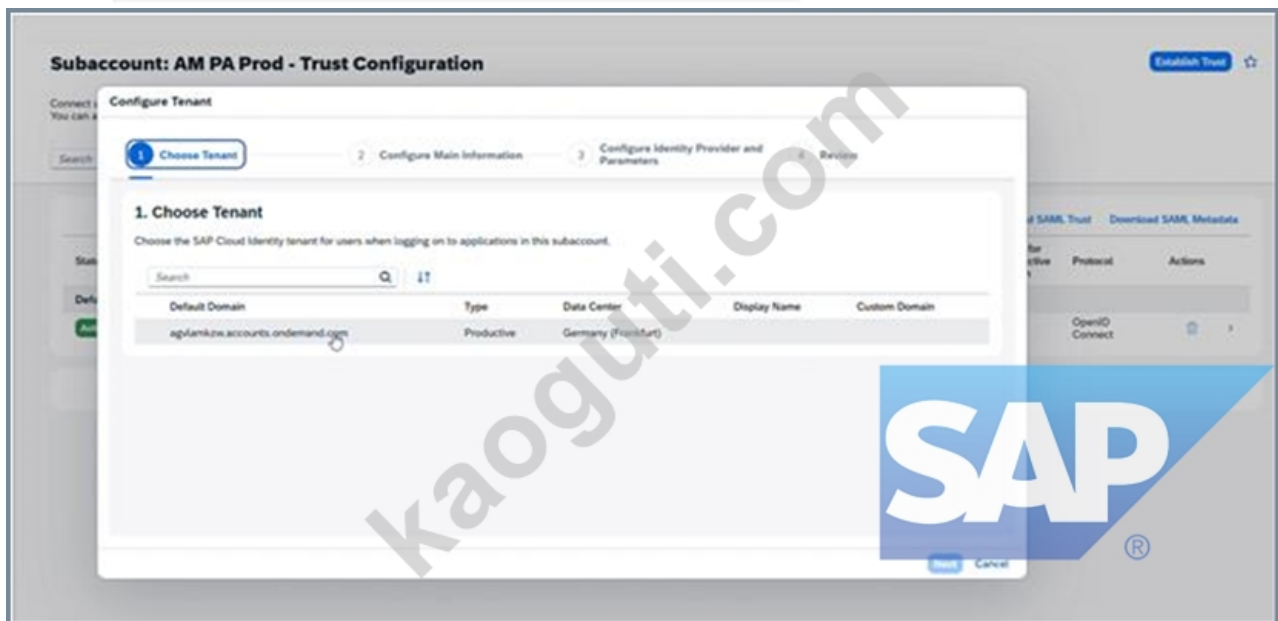 Subaccount: AM PA Prod - Trust Configuration
Establish Trust
Connect
You can a
Configure Tenant
Search
1 Choose Tenant
2 Configure Main Information
3 Configure Identity Provider and Parameters
4 Review
1. Choose Tenant
Choose the SAP Cloud Identity tenant for users when logging on to applications in this subaccount.
SAML Trust
Download SAML Metadata
Search
Default Domain
Type
Data Center
Display Name
Custom Domain
Protocol
Actions
agvlamkzw.accounts.ondemand.com
Productive
Germany (Frankfurt)
OpenID Connect
Next
Cancel
SAP
®
kaoguti.com